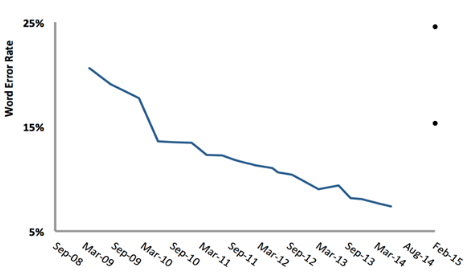 Word Error Rate
25%
15%
5%
Sep-08
Mar-09
Sep-09
Mar-10
Sep-10
Mar-11
Sep-11
Mar-12
Sep-12
Mar-13
Sep-13
Mar-14
Aug-14
Feb-15